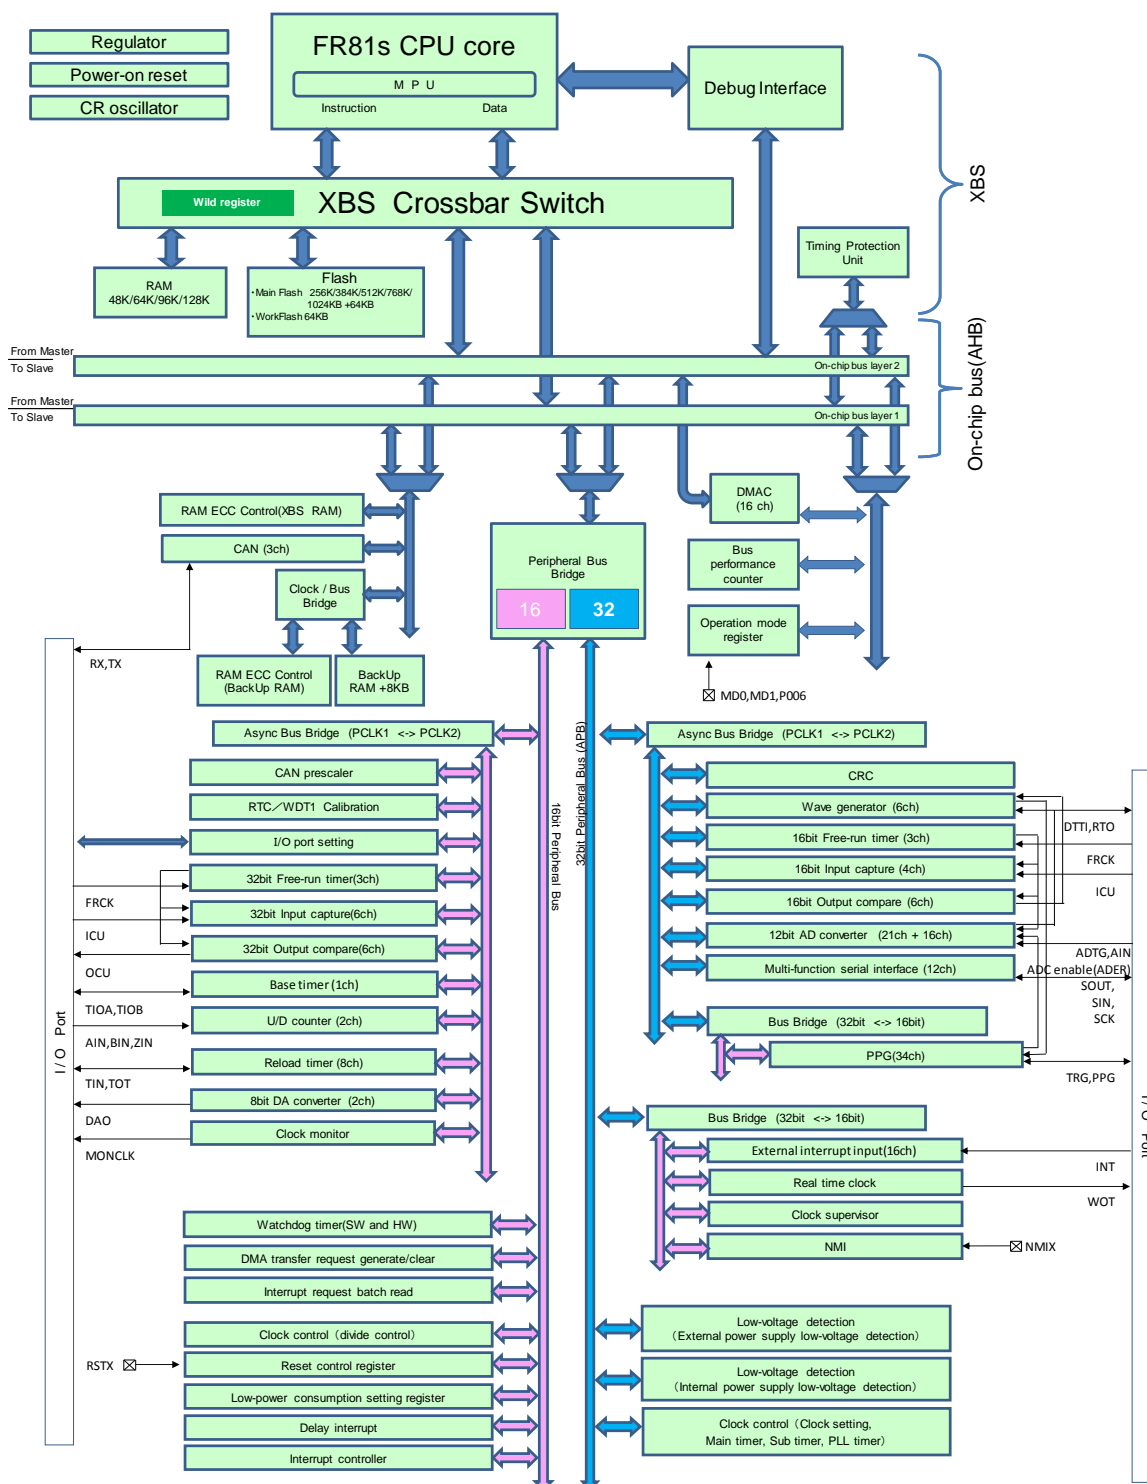 Regulator
Power-on reset
CR oscillator
FR81s CPU core
M P U
Instruction
Data
Debug Interface
XBS
Wild register
XBS Crossbar Switch
Timing Protection
Unit
RAM
48K/64K/96K/128K
Flash
・Main Flash 256K/384K/512K/768K/
1024KB +64KB
・WorkFlash 64KB
On-chip bus(AHB)
From Master
To Slave
On-chip bus layer 2
From Master
To Slave
On-chip bus layer 1
RAM ECC Control(XBS RAM)
CAN (3ch)
Clock / Bus
Bridge
RAM ECC Control
(BackUp RAM)
BackUp
RAM +8KB
RX,TX
Peripheral Bus
Bridge
16
32
DMAC
(16 ch)
Bus
performance
counter
Operation mode
register
MD0,MD1,P006
16bit Peripheral Bus
32bit Peripheral Bus (APB)
Async Bus Bridge (PCLK1 <-> PCLK2)
CAN prescaler
RTC／WDT1 Calibration
I/O port setting
32bit Free-run timer(3ch)
FRCK
32bit Input capture(6ch)
ICU
32bit Output compare(6ch)
OCU
Base timer (1ch)
TIOA,TIOB
U/D counter (2ch)
AIN,BIN,ZIN
Reload timer (8ch)
TIN,TOT
8bit DA converter (2ch)
DAO
Clock monitor
MONCLK
I / O Port
Watchdog timer(SW and HW)
DMA transfer request generate/clear
Interrupt request batch read
Clock control（divide control）
RSTX
Reset control register
Low-power consumption setting register
Delay interrupt
Interrupt controller
Async Bus Bridge (PCLK1 <-> PCLK2)
CRC
Wave generator (6ch)
DTTI,RTO
16bit Free-run timer (3ch)
FRCK
16bit Input capture (4ch)
ICU
16bit Output compare (6ch)
12bit AD converter (21ch + 16ch)
ADTG,AIN
ADC enable(ADER)
Multi-function serial interface (12ch)
SOUT,
SIN,
SCK
Bus Bridge (32bit <-> 16bit)
PPG(34ch)
TRG,PPG
I / O Port
Bus Bridge (32bit <-> 16bit)
External interrupt input(16ch)
INT
Real time clock
WOT
Clock supervisor
NMI
NMIX
Low-voltage detection
（External power supply low-voltage detection）
Low-voltage detection
（Internal power supply low-voltage detection）
Clock control（Clock setting,
Main timer, Sub timer, PLL timer）